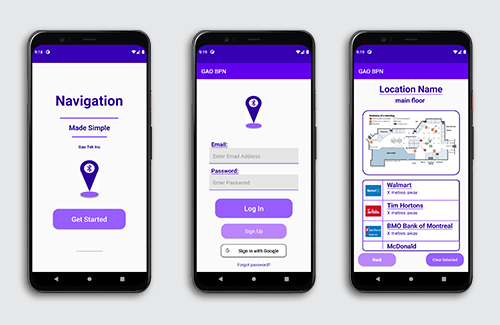 9:18
Navigation
Made Simple
Gao Tek Inc
Get Started
9:19
GAO BPN
Email:
Enter Email Address
Password:
Enter Password
Log In
Sign Up
G Sign in with Google
Forgot password?
9:19
GAO BPN
Location Name
main floor
Walmart
X metres away
Tim Hortons
X metres away
BMO Bank of Montreal
X metres away
McDonald
Back
Clear Selected